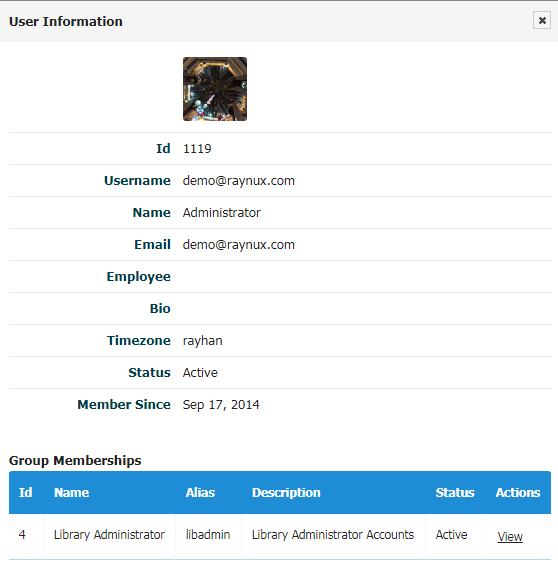 User Information
Id 1119
Username demo@raynux.com
Name Administrator
Email demo@raynux.com
Employee
Bio
Timezone rayhan
Status Active
Member Since Sep 17, 2014
Group Memberships
Id Name Alias Description Status Actions
4 Library Administrator libadmin Library Administrator Accounts Active View